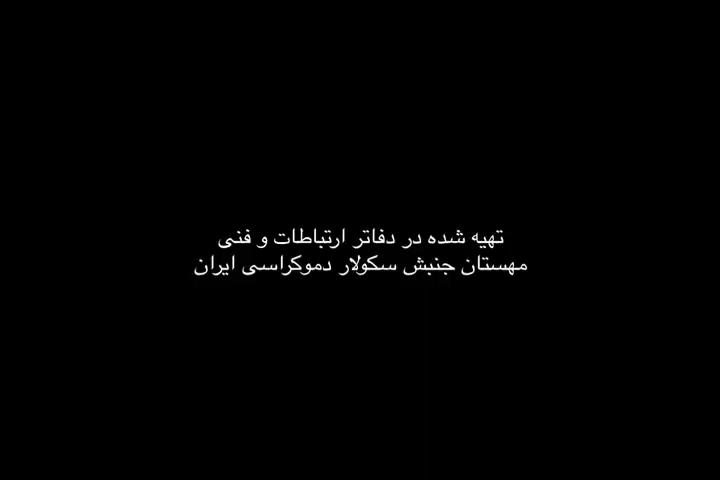 تهیه شده در دفاتر ارتباطات و فنی
مهستان جنبش سکولار دموکراسی ایران